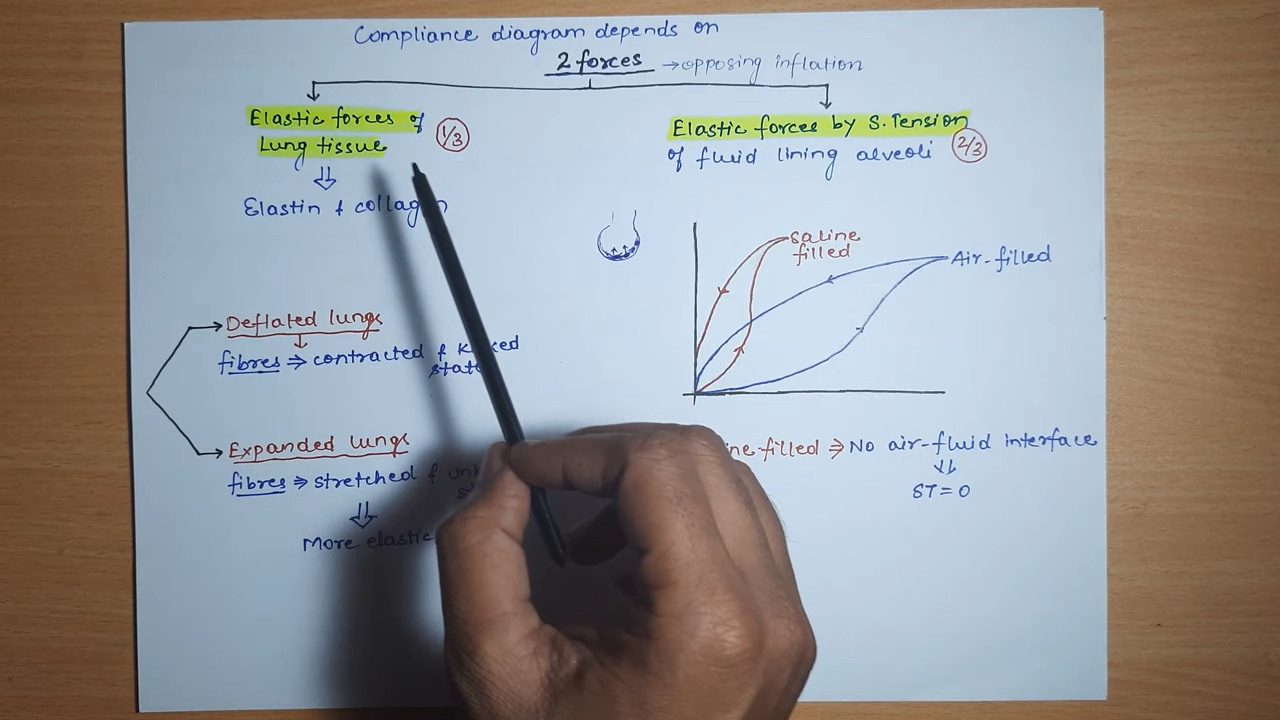 Compliance diagram depends on
2 forces → opposing inflation
Elastic forces of
Lung tissue
1/3
⇓
Elastin & collagen
Elastic forces by S. Tension
of fluid lining alveoli
2/3
Saline
filled
Air-filled
Deflated lungs
↓
fibres ⇒ contracted &
Expanded lungs
fibres ⇒ stretched &
⇓
More elastic
-filled ⇒ No air-fluid interface
⇓
ST = 0